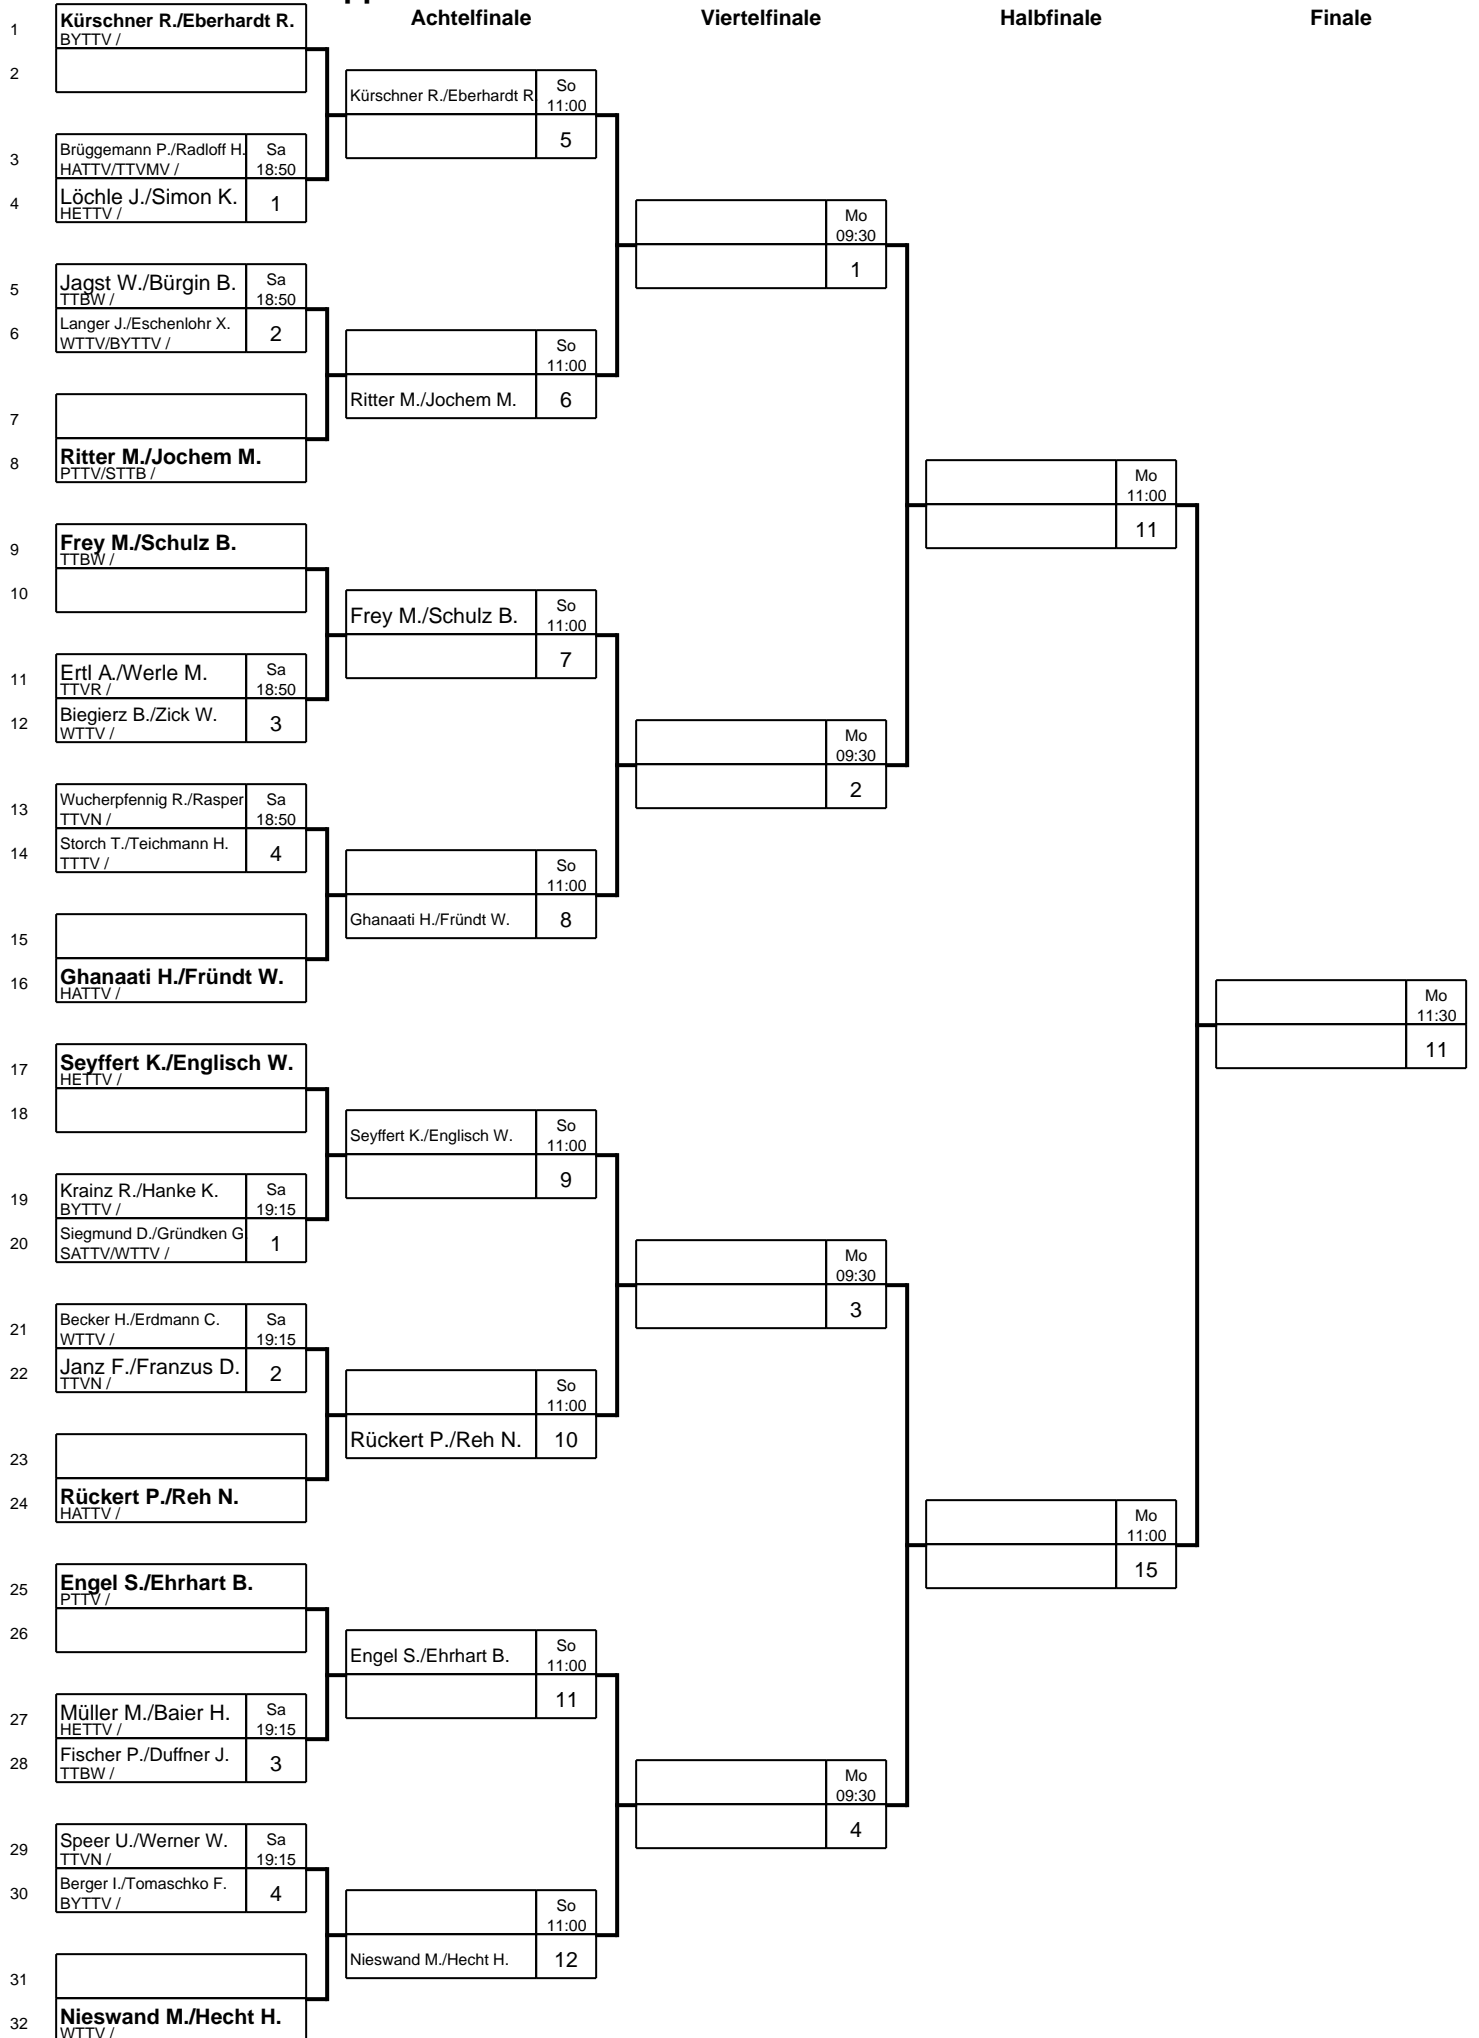 Achtelfinale Viertelfinale Halbfinale Finale
1 Kürschner R./Eberhardt R.
BYTTV /
2
3 Brüggemann P./Radloff H. Sa
HATTV/TTVMV / 18:50
4 Löchle J./Simon K. 1
HETTV /
5 Jagst W./Bürgin B. Sa
TTBW / 18:50
6 Langer J./Eschenlohr X. 2
WTTV/BYTTV /
7
8 Ritter M./Jochem M.
PTTV/STTB /
9 Frey M./Schulz B.
TTBW /
10
11 Ertl A./Werle M. Sa
TTVR / 18:50
12 Biegierz B./Zick W. 3
WTTV /
13 Wucherpfennig R./Rasper Sa
TTVN / 18:50
14 Storch T./Teichmann H. 4
TTTV /
15
16 Ghanaati H./Fründt W.
HATTV /
17 Seyffert K./Englisch W.
HETTV /
18
19 Krainz R./Hanke K. Sa
BYTTV / 19:15
20 Siegmund D./Gründken G 1
SATTV/WTTV /
21 Becker H./Erdmann C. Sa
WTTV / 19:15
22 Janz F./Franzus D. 2
TTVN /
23
24 Rückert P./Reh N.
HATTV /
25 Engel S./Ehrhart B.
PTTV /
26
27 Müller M./Baier H. Sa
HETTV / 19:15
28 Fischer P./Duffner J. 3
TTBW /
29 Speer U./Werner W. Sa
TTVN / 19:15
30 Berger I./Tomaschko F. 4
BYTTV /
31
32 Nieswand M./Hecht H.
WTTV /
Kürschner R./Eberhardt R So
11:00
5
So
11:00
Ritter M./Jochem M. 6
Frey M./Schulz B. So
11:00
7
So
11:00
Ghanaati H./Fründt W. 8
Seyffert K./Englisch W. So
11:00
9
So
11:00
Rückert P./Reh N. 10
Engel S./Ehrhart B. So
11:00
11
So
11:00
Nieswand M./Hecht H. 12
Mo
09:30
1
Mo
09:30
2
Mo
09:30
3
Mo
09:30
4
Mo
11:00
11
Mo
11:00
15
Mo
11:30
11